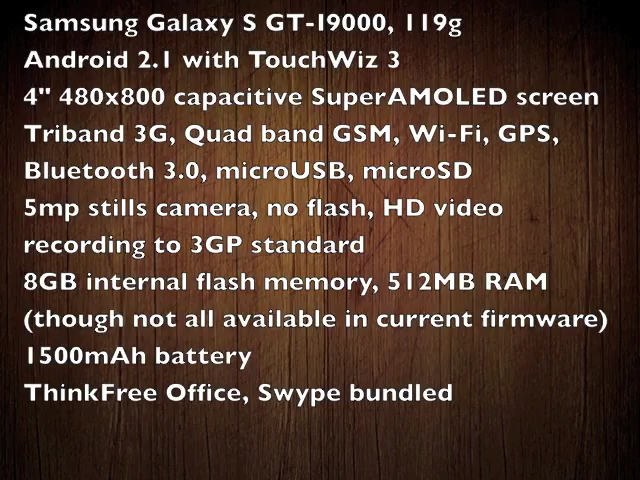 Samsung Galaxy S GT-I9000, 119g
Android 2.1 with TouchWiz 3
4" 480x800 capacitive SuperAMOLED screen
Triband 3G, Quad band GSM, Wi-Fi, GPS,
Bluetooth 3.0, microUSB, microSD
5mp stills camera, no flash, HD video
recording to 3GP standard
8GB internal flash memory, 512MB RAM
(though not all available in current firmware)
1500mAh battery
ThinkFree Office, Swype bundled